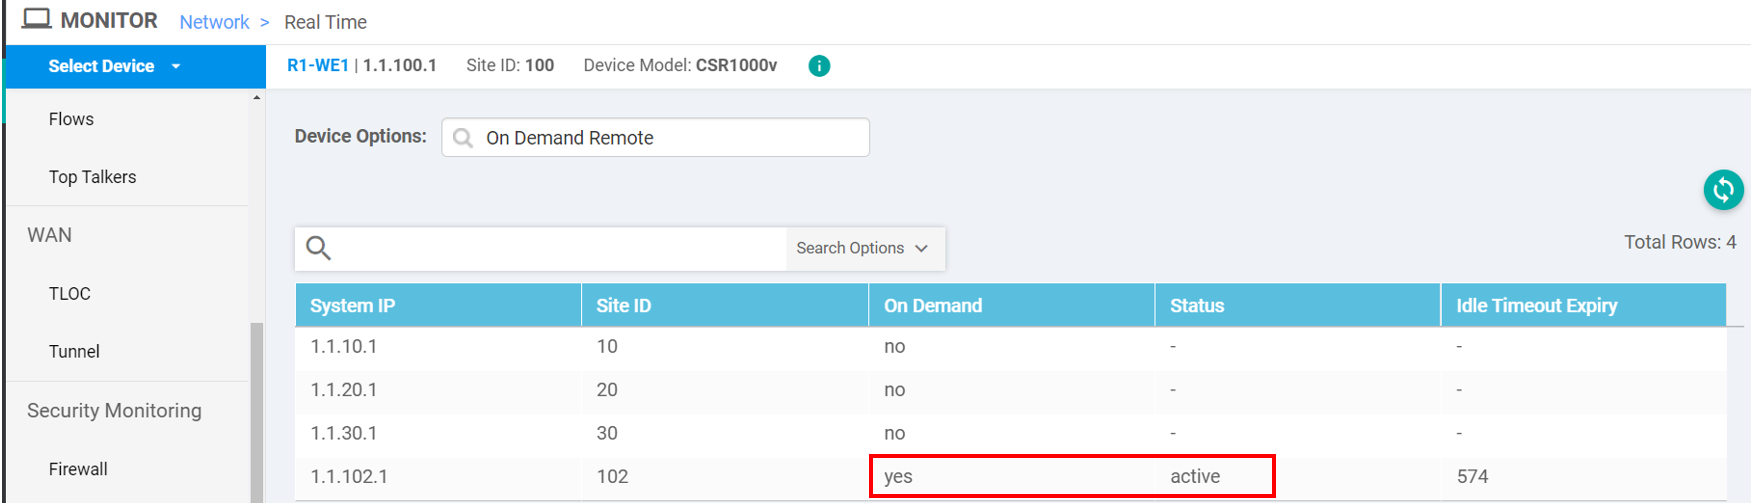 MONITOR Network > Real Time
Select Device
R1-WE1 | 1.1.100.1 Site ID: 100 Device Model: CSR1000v i
Flows
Top Talkers
WAN
TLOC
Tunnel
Security Monitoring
Firewall
Device Options: On Demand Remote
Search Options
Total Rows: 4
System IP Site ID On Demand Status Idle Timeout Expiry
1.1.10.1 10 no - -
1.1.20.1 20 no - -
1.1.30.1 30 no - -
1.1.102.1 102 yes active 574